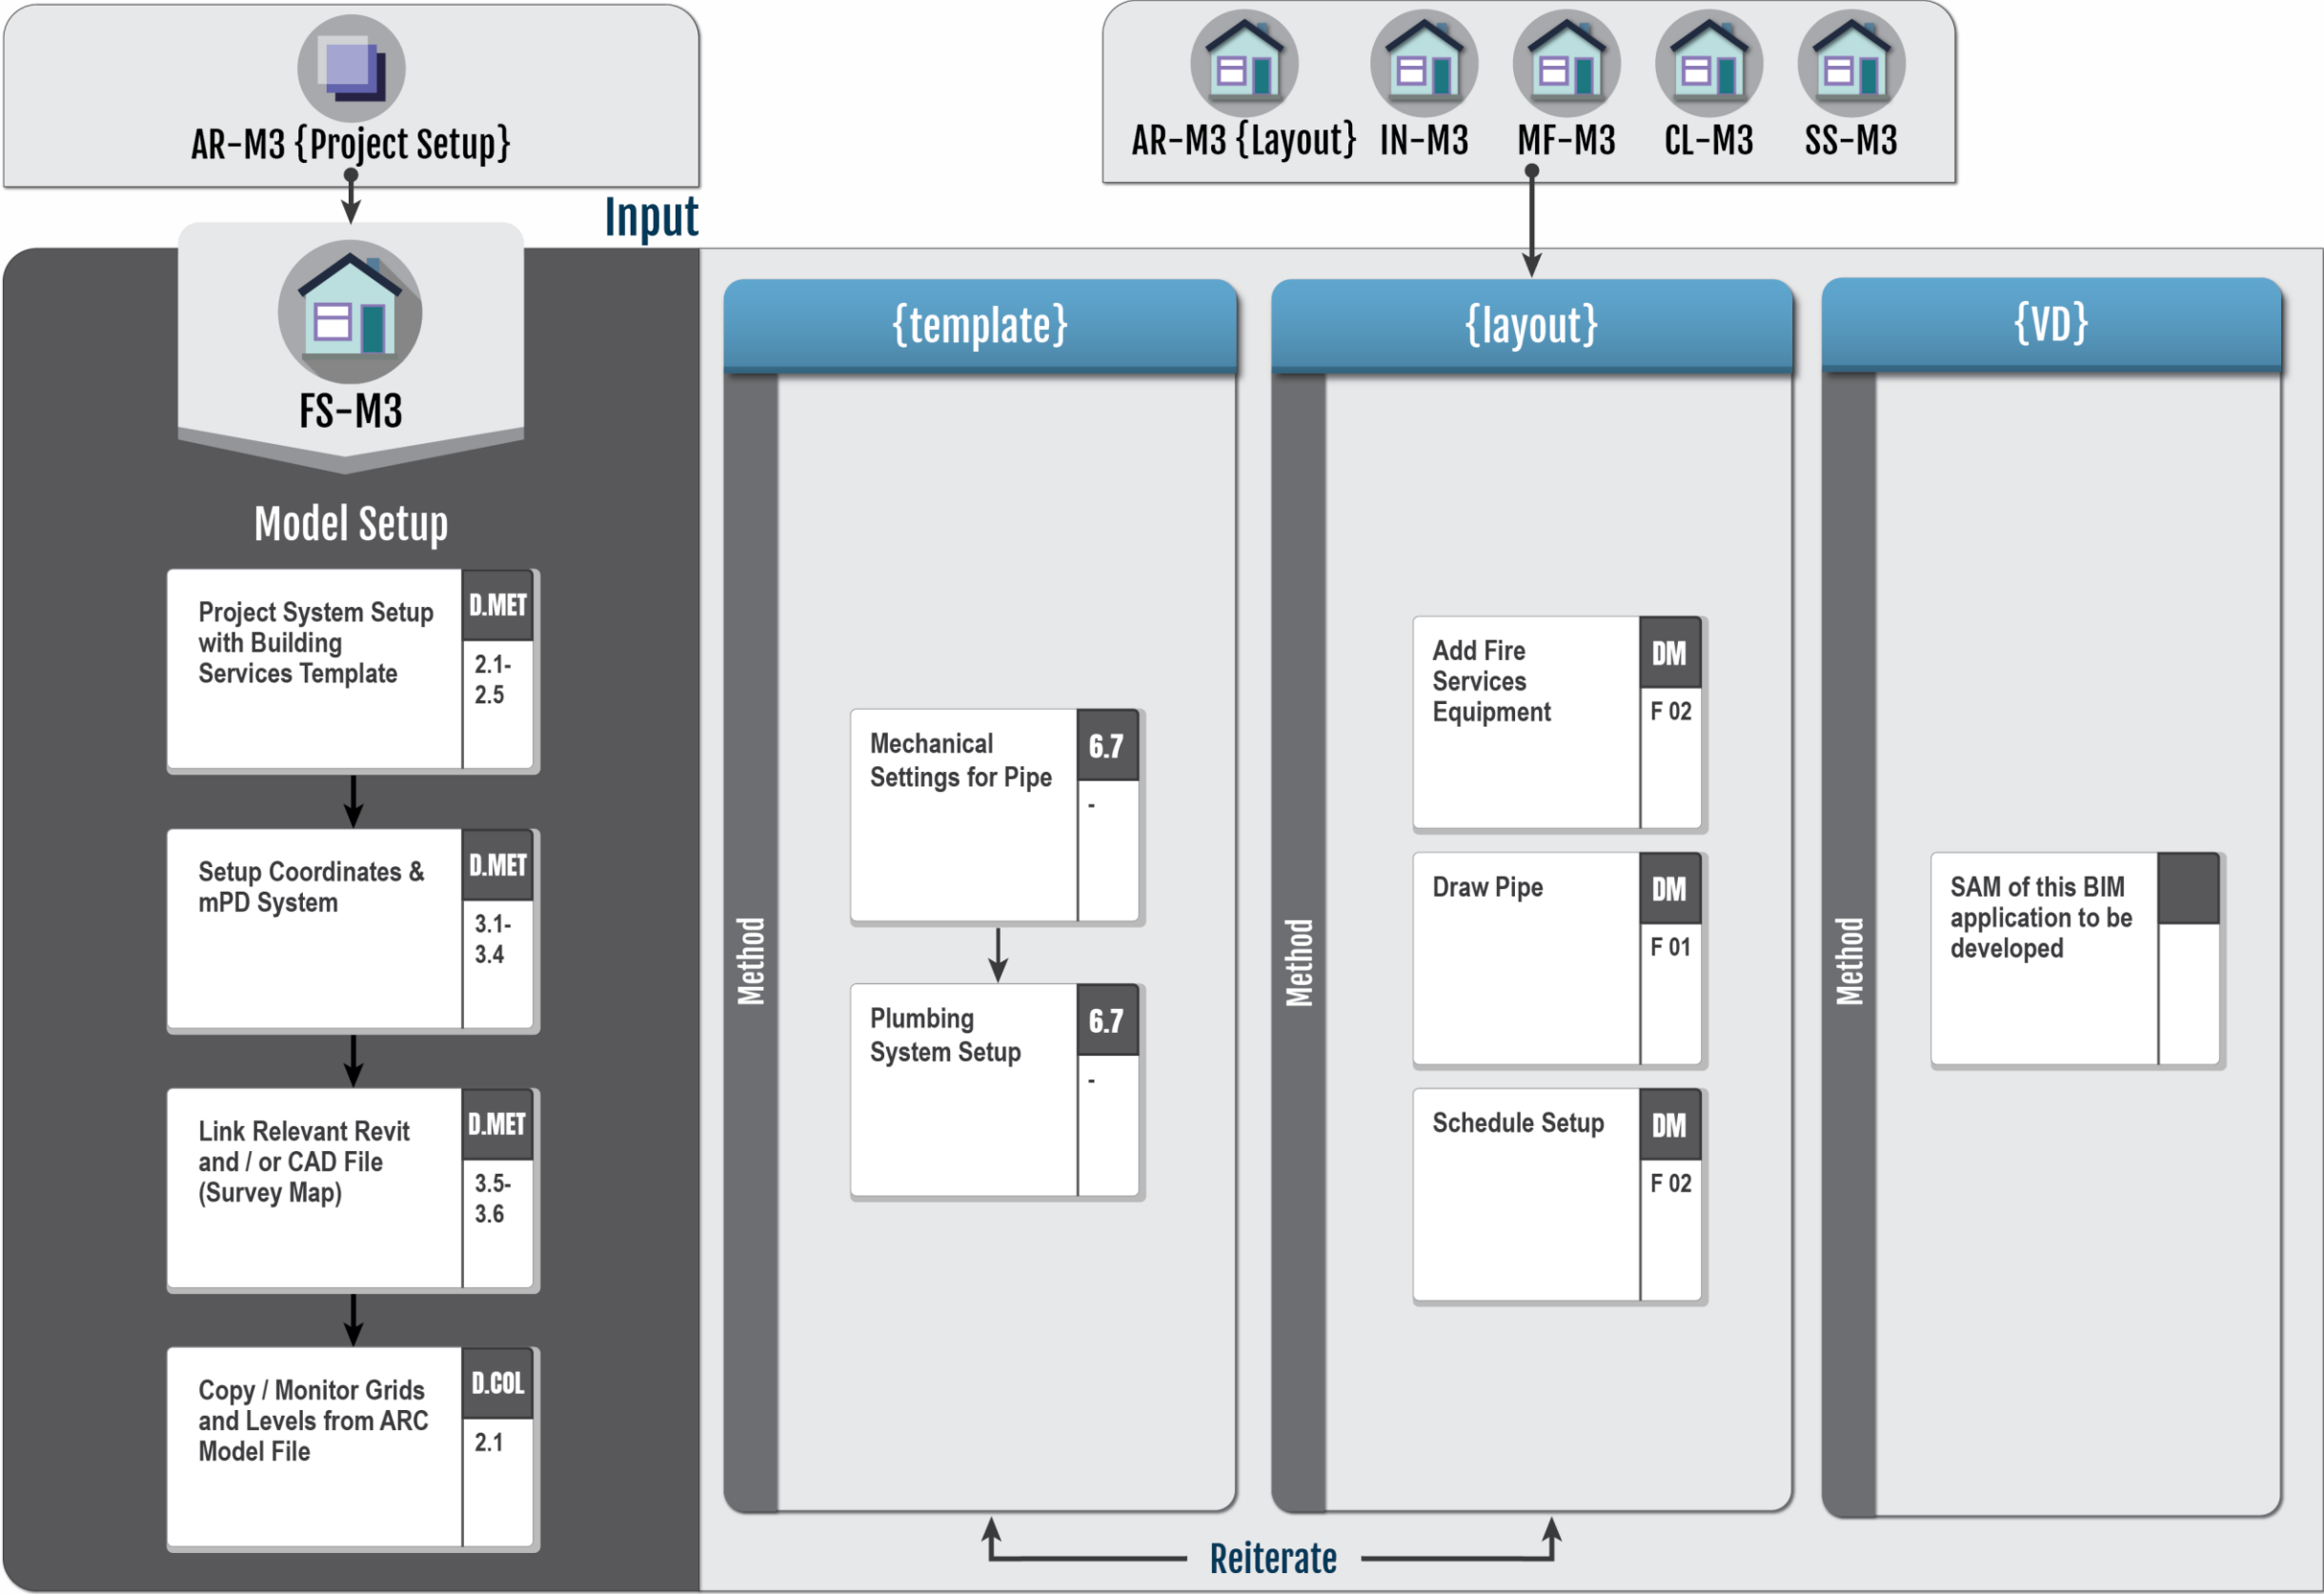 AR-M3 {Project Setup}
AR-M3 {Layout}
IN-M3
MF-M3
CL-M3
SS-M3
Input
FS-M3
Model Setup
Project System Setup
with Building
Services Template
D.MET
2.1-
2.5
Setup Coordinates &
mPD System
D.MET
3.1-
3.4
Link Relevant Revit
and / or CAD File
(Survey Map)
D.MET
3.5-
3.6
Copy / Monitor Grids
and Levels from ARC
Model File
D.COL
2.1
{template}
Method
Mechanical
Settings for Pipe
6.7
-
Plumbing
System Setup
6.7
-
{layout}
Method
Add Fire
Services
Equipment
DM
F 02
Draw Pipe
DM
F 01
Schedule Setup
DM
F 02
{VD}
Method
SAM of this BIM
application to be
developed
Reiterate